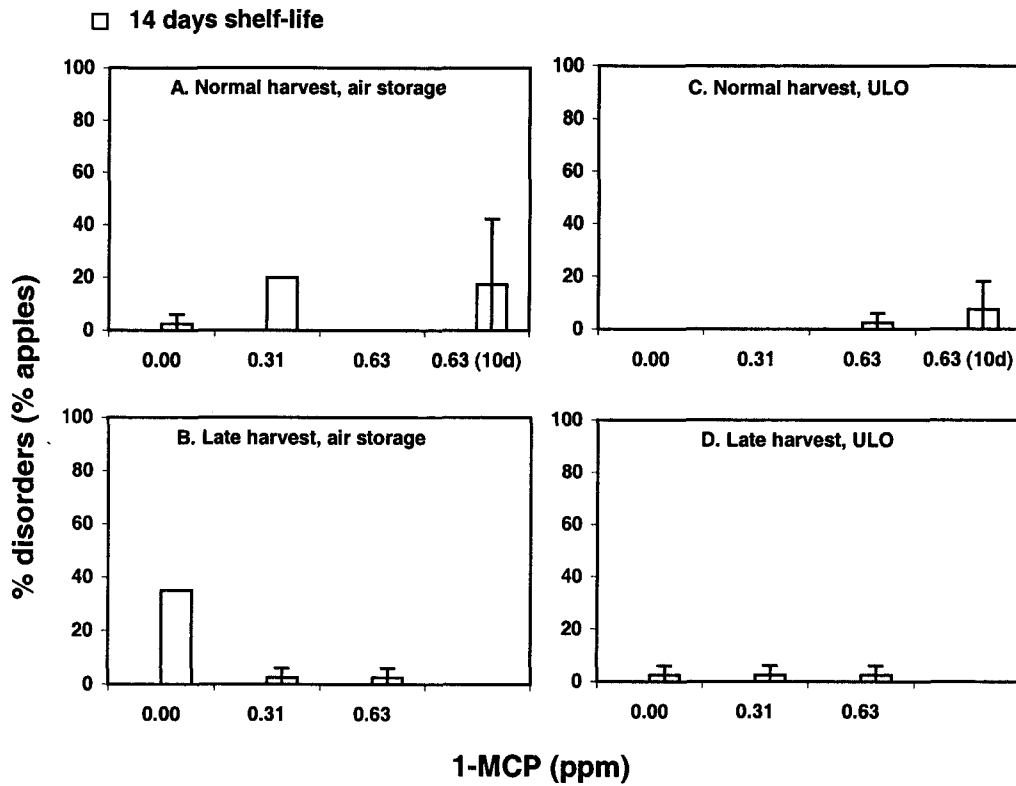 14 days shelf-life
A. Normal harvest, air storage
100
80
60
40
20
0
0.00 0.31 0.63 0.63 (10d)
C. Normal harvest, ULO
100
80
60
40
20
0
0.00 0.31 0.63 0.63 (10d)
% disorders (% apples)
B. Late harvest, air storage
100
80
60
40
20
0
0.00 0.31 0.63
D. Late harvest, ULO
100
80
60
40
20
0
0.00 0.31 0.63
1-MCP (ppm)